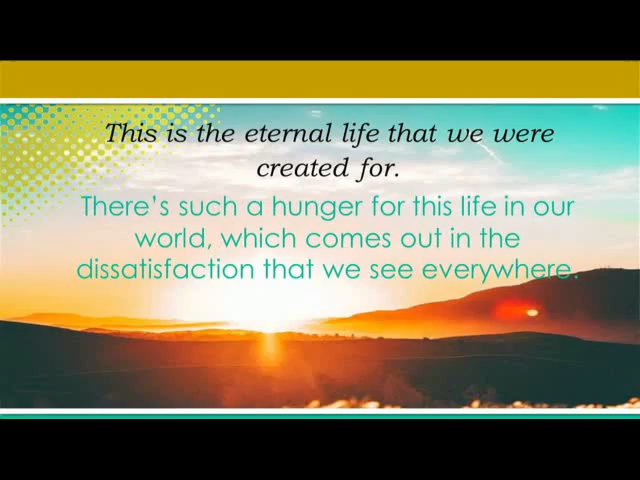 This is the eternal life that we were
created for.
There's such a hunger for this life in our
world, which comes out in the
dissatisfaction that we see everywhere.